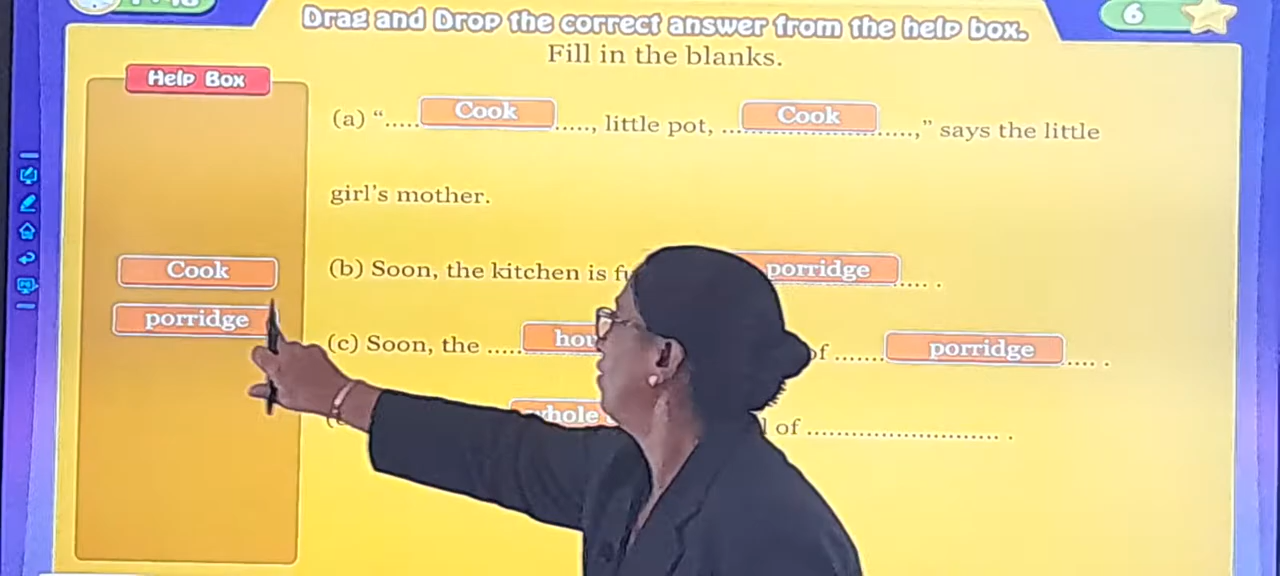 Drag and Drop the correct answer from the help box.
6
Fill in the blanks.
Help Box
(a) “..... Cook ....., little pot, ..... Cook .....,” says the little
girl’s mother.
Cook
(b) Soon, the kitchen is porridge ..... .
porridge
(c) Soon, the ..... of ....... porridge ..... .
whole of ............................ .